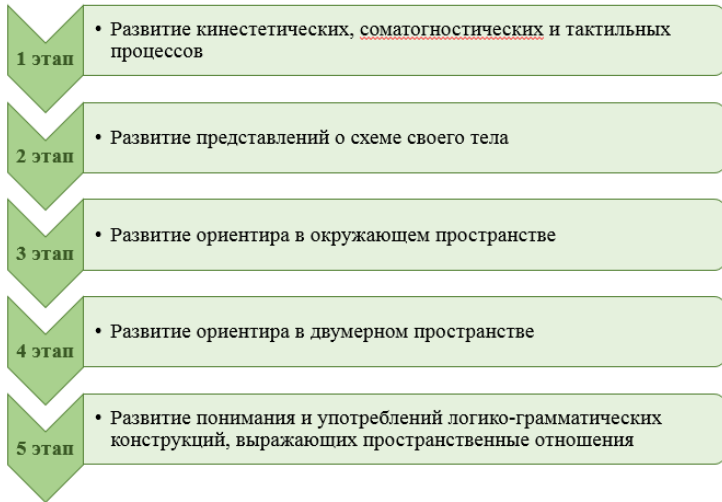 1 этап
• Развитие кинестетических, соматогностических и тактильных
процессов
2 этап
• Развитие представлений о схеме своего тела
3 этап
• Развитие ориентира в окружающем пространстве
4 этап
• Развитие ориентира в двумерном пространстве
5 этап
• Развитие понимания и употреблений логико-грамматических
конструкций, выражающих пространственные отношения